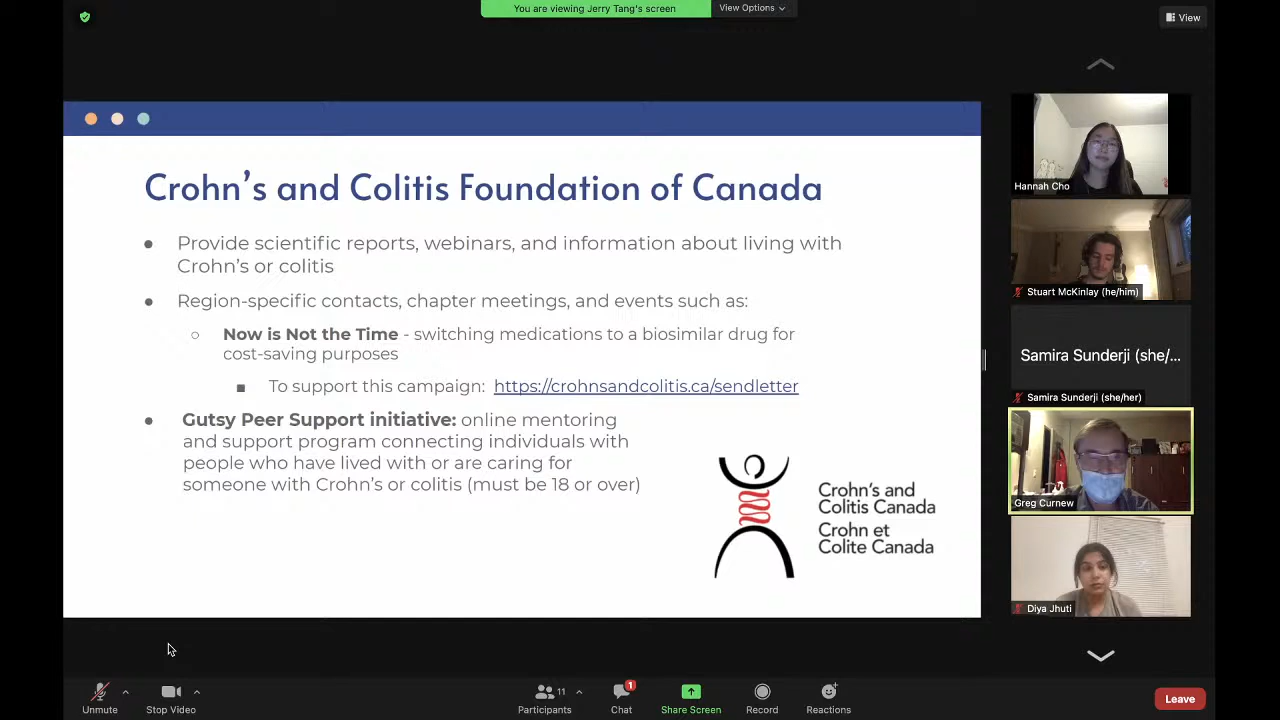 You are viewing Jerry Tang's screen
View Options
View
Crohn's and Colitis Foundation of Canada
● Provide scientific reports, webinars, and information about living with
Crohn's or colitis
● Region-specific contacts, chapter meetings, and events such as:
○ Now is Not the Time - switching medications to a biosimilar drug for
cost-saving purposes
■ To support this campaign: https://crohnsandcolitis.ca/sendletter
● Gutsy Peer Support initiative: online mentoring
and support program connecting individuals with
people who have lived with or are caring for
someone with Crohn's or colitis (must be 18 or over)
Crohn's and
Colitis Canada
Crohn et
Colite Canada
Hannah Cho
Stuart McKinlay (he/him)
Samira Sunderji (she/...
Samira Sunderji (she/her)
Greg Curnew
Diya Jhuti
Unmute
Stop Video
11
Participants
1
Chat
Share Screen
Record
Reactions
Leave